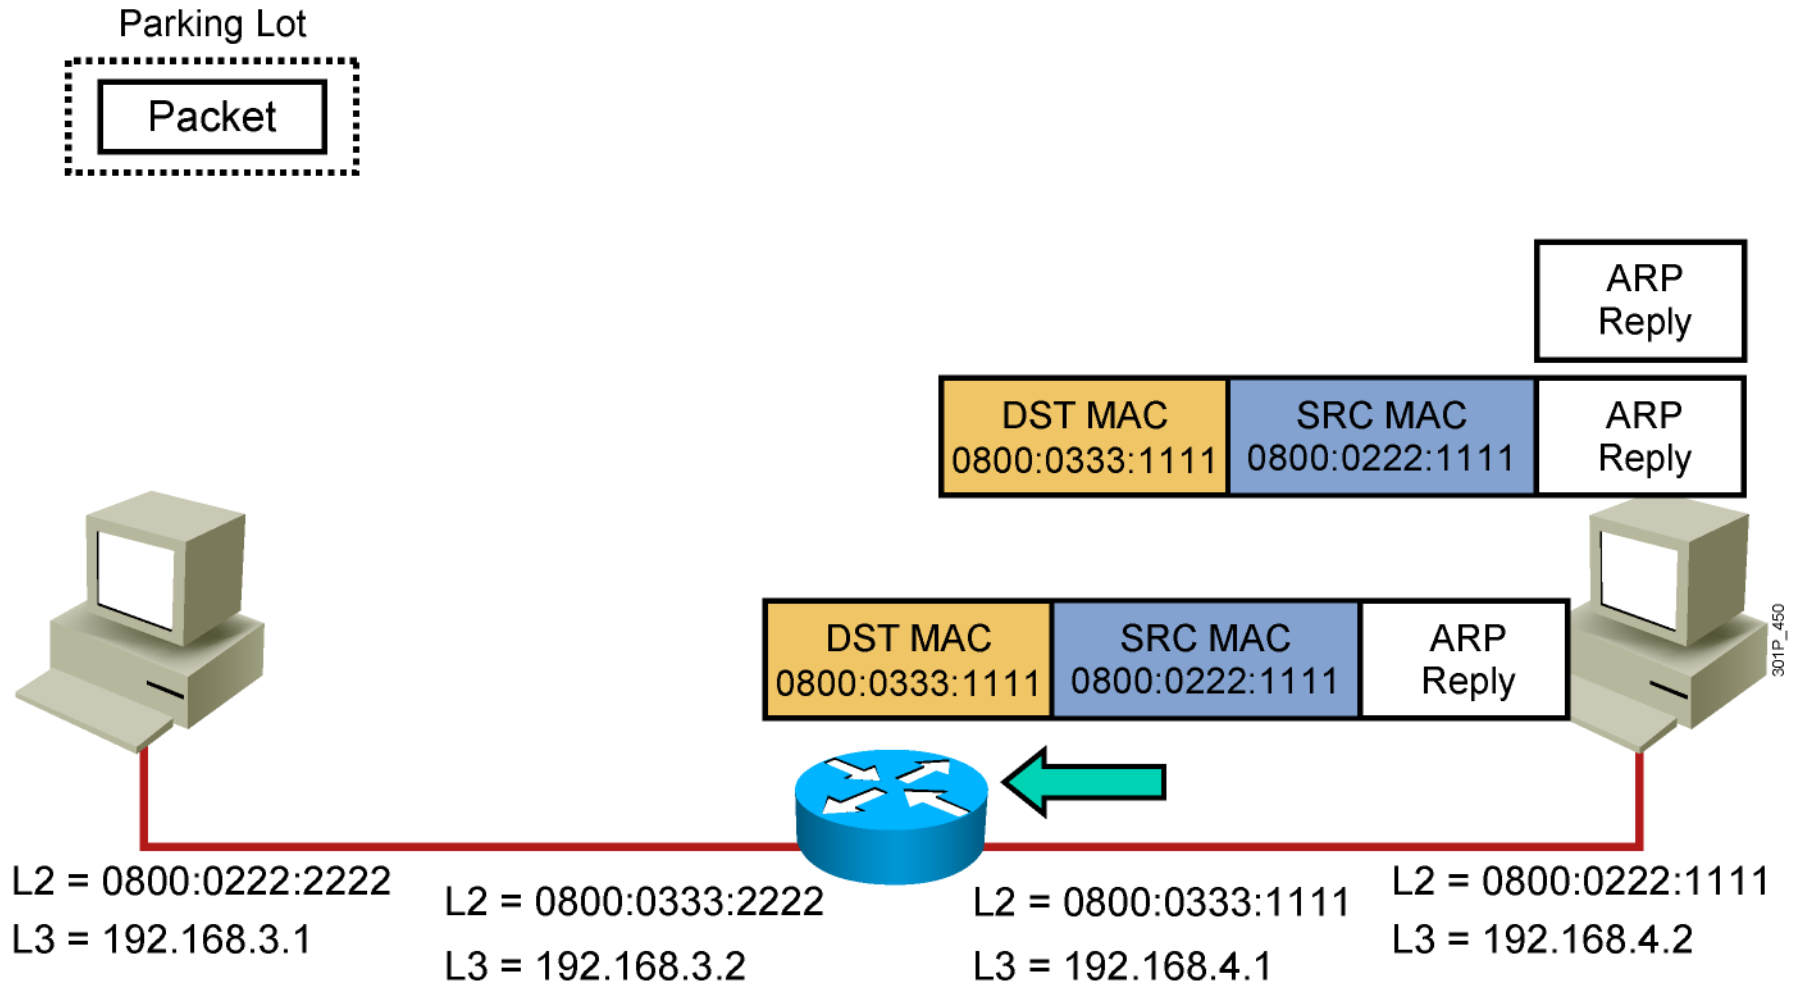 Parking Lot
Packet
ARP
Reply
DST MAC
0800:0333:1111
SRC MAC
0800:0222:1111
ARP
Reply
DST MAC
0800:0333:1111
SRC MAC
0800:0222:1111
ARP
Reply
301P_450
L2 = 0800:0222:2222
L3 = 192.168.3.1
L2 = 0800:0333:2222
L3 = 192.168.3.2
L2 = 0800:0333:1111
L3 = 192.168.4.1
L2 = 0800:0222:1111
L3 = 192.168.4.2